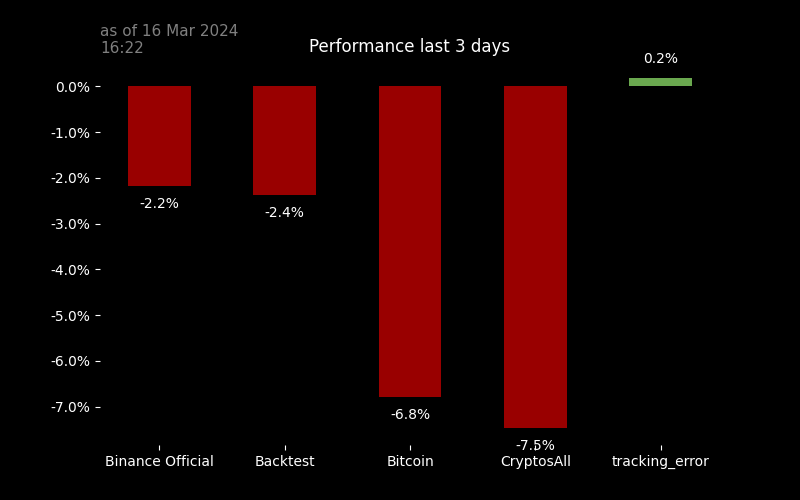 as of 16 Mar 2024
16:22
Performance last 3 days
0.2%
0.0%
-1.0%
-2.0%
-3.0%
-4.0%
-5.0%
-6.0%
-7.0%
-2.2%
-2.4%
-6.8%
-7.5%
Binance Official
Backtest
Bitcoin
CryptosAll
tracking_error